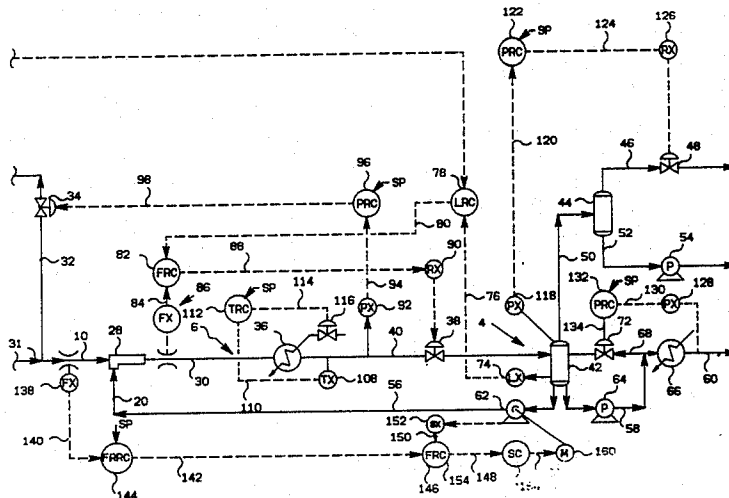 122 SP 124 126
PRC RX
120
46 48
96 SP 78
34 98 PRC LRC 44
80 52 54
32 82 88 90 50 P
FRC RX SP
86 94 132 128
84 114 SP 76 118 PRC PX
112 TRC 116 PX 92 PX 130
FX 6 36 38 4 134 72
31 10 28 40 68
30 74 42 64 66 60
138 FX TX 108 LX
20 110 56 62 P 58
SP 152 SX
140 150 M 160
FRRC 142 FRC 148 SC
144 146 154